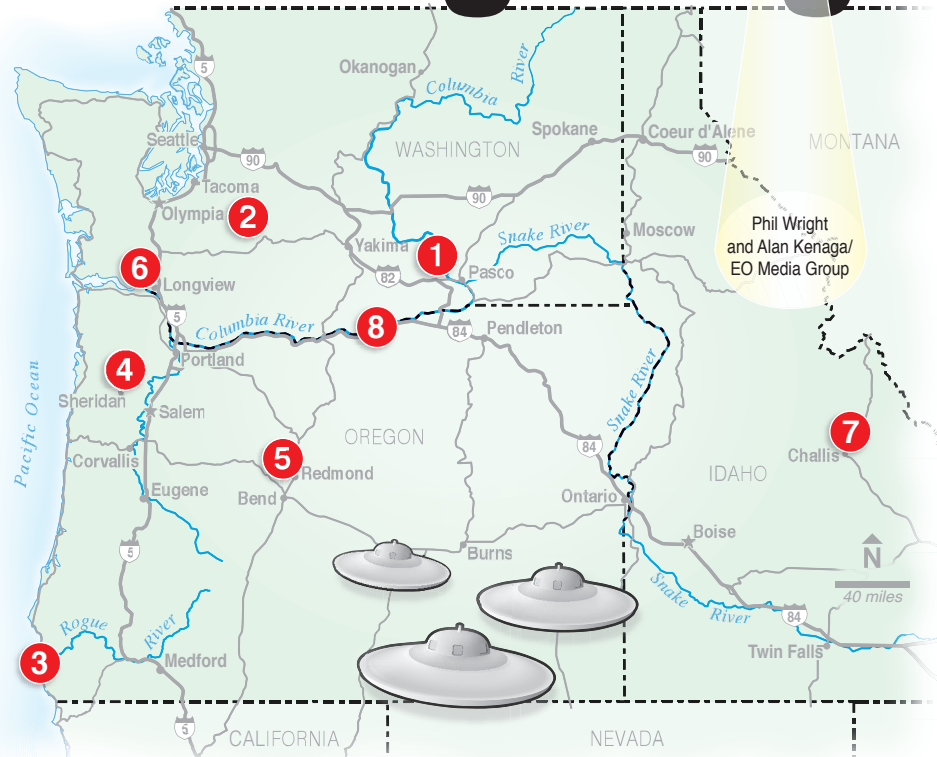 5
Okanogan
Columbia
River
Seattle
90
WASHINGTON
Spokane
Coeur d'Alene
90
MONTANA
Tacoma
90
Olympia
2
Phil Wright
and Alan Kenaga/
EO Media Group
Yakima
1
Snake River
Moscow
6
Longview
82
Pasco
5
Columbia River
8
84
Pendleton
Portland
4
Pacific Ocean
Sheridan
Salem
Snake River
OREGON
7
Challis
84
Corvallis
5
Redmond
IDAHO
Eugene
Bend
Ontario
5
Burns
Boise
N
40 miles
Snake
River
84
Rogue
River
Twin Falls
3
Medford
5
CALIFORNIA
NEVADA